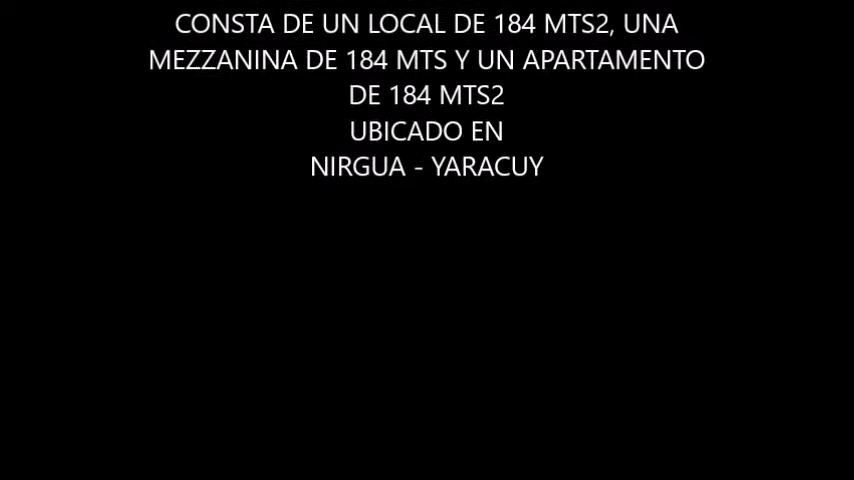 CONSTA DE UN LOCAL DE 184 MTS2, UNA
MEZZANINA DE 184 MTS Y UN APARTAMENTO
DE 184 MTS2
UBICADO EN
NIRGUA - YARACUY